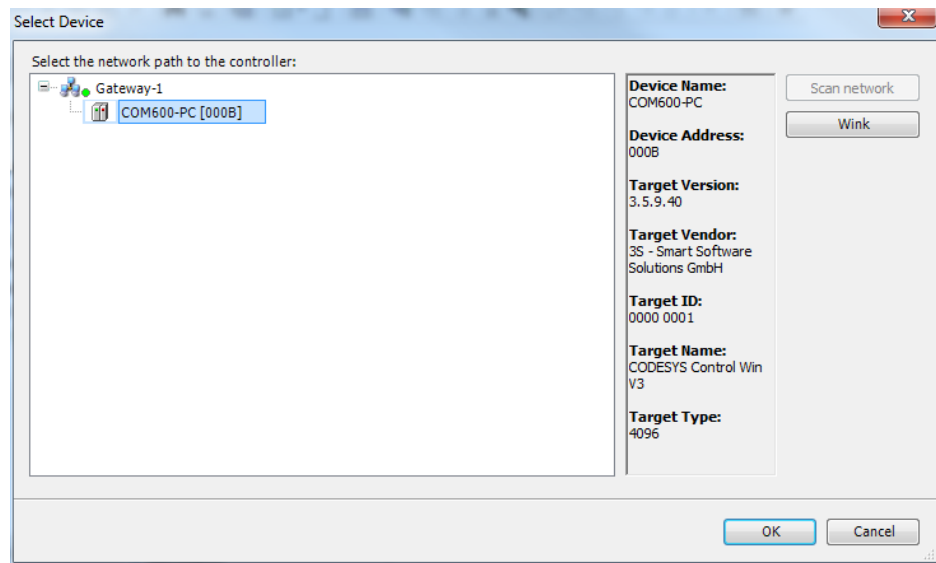 Select Device
Select the network path to the controller:
Gateway-1
COM600-PC [000B]
Device Name:
COM600-PC
Device Address:
000B
Target Version:
3.5.9.40
Target Vendor:
3S - Smart Software
Solutions GmbH
Target ID:
0000 0001
Target Name:
CODESYS Control Win
V3
Target Type:
4096
Scan network
Wink
OK
Cancel